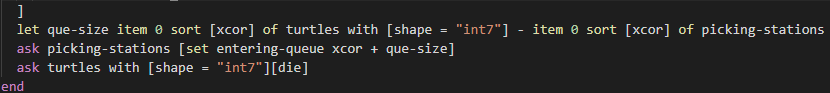 ]
let que-size item 0 sort [xcor] of turtles with [shape = "int7"] - item 0 sort [xcor] of picking-stations
ask picking-stations [set entering-queue xcor + que-size]
ask turtles with [shape = "int7"][die]
end